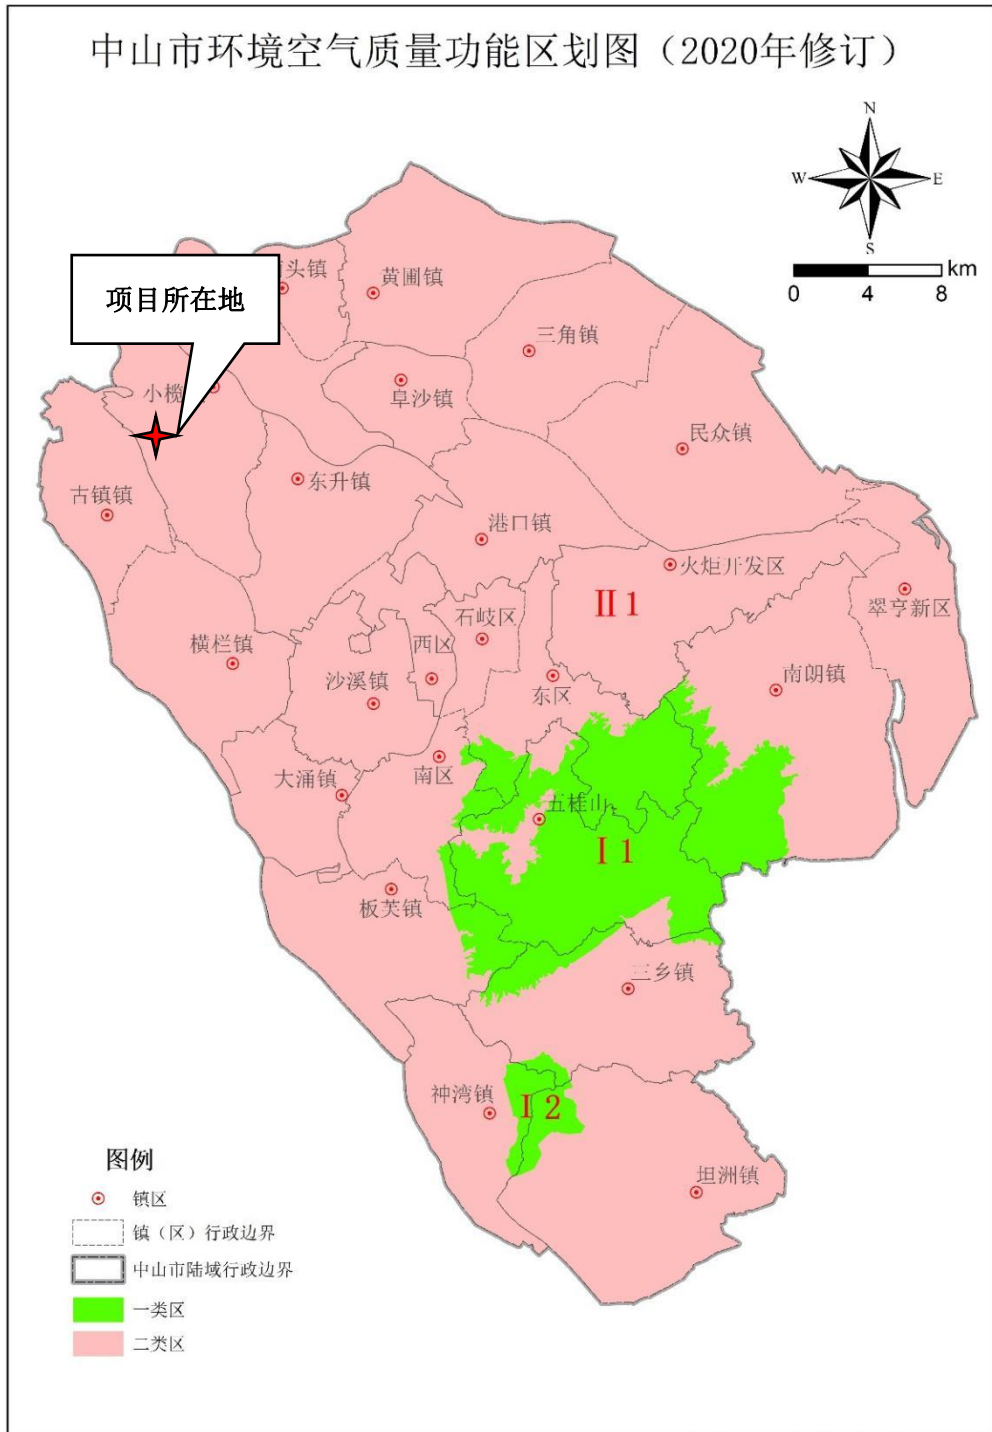 中山市环境空气质量功能区划图（2020年修订）
N
W
E
S
km
0 4 8
头镇
黄圃镇
项目所在地
三角镇
小榄
阜沙镇
民众镇
古镇镇
东升镇
港口镇
火炬开发区
翠亨新区
II 1
石岐区
横栏镇
西区
沙溪镇
东区
南朗镇
大涌镇
南区
五桂山
I 1
板芙镇
三乡镇
神湾镇
I 2
坦洲镇
图例
镇区
镇（区）行政边界
中山市陆域行政边界
一类区
二类区